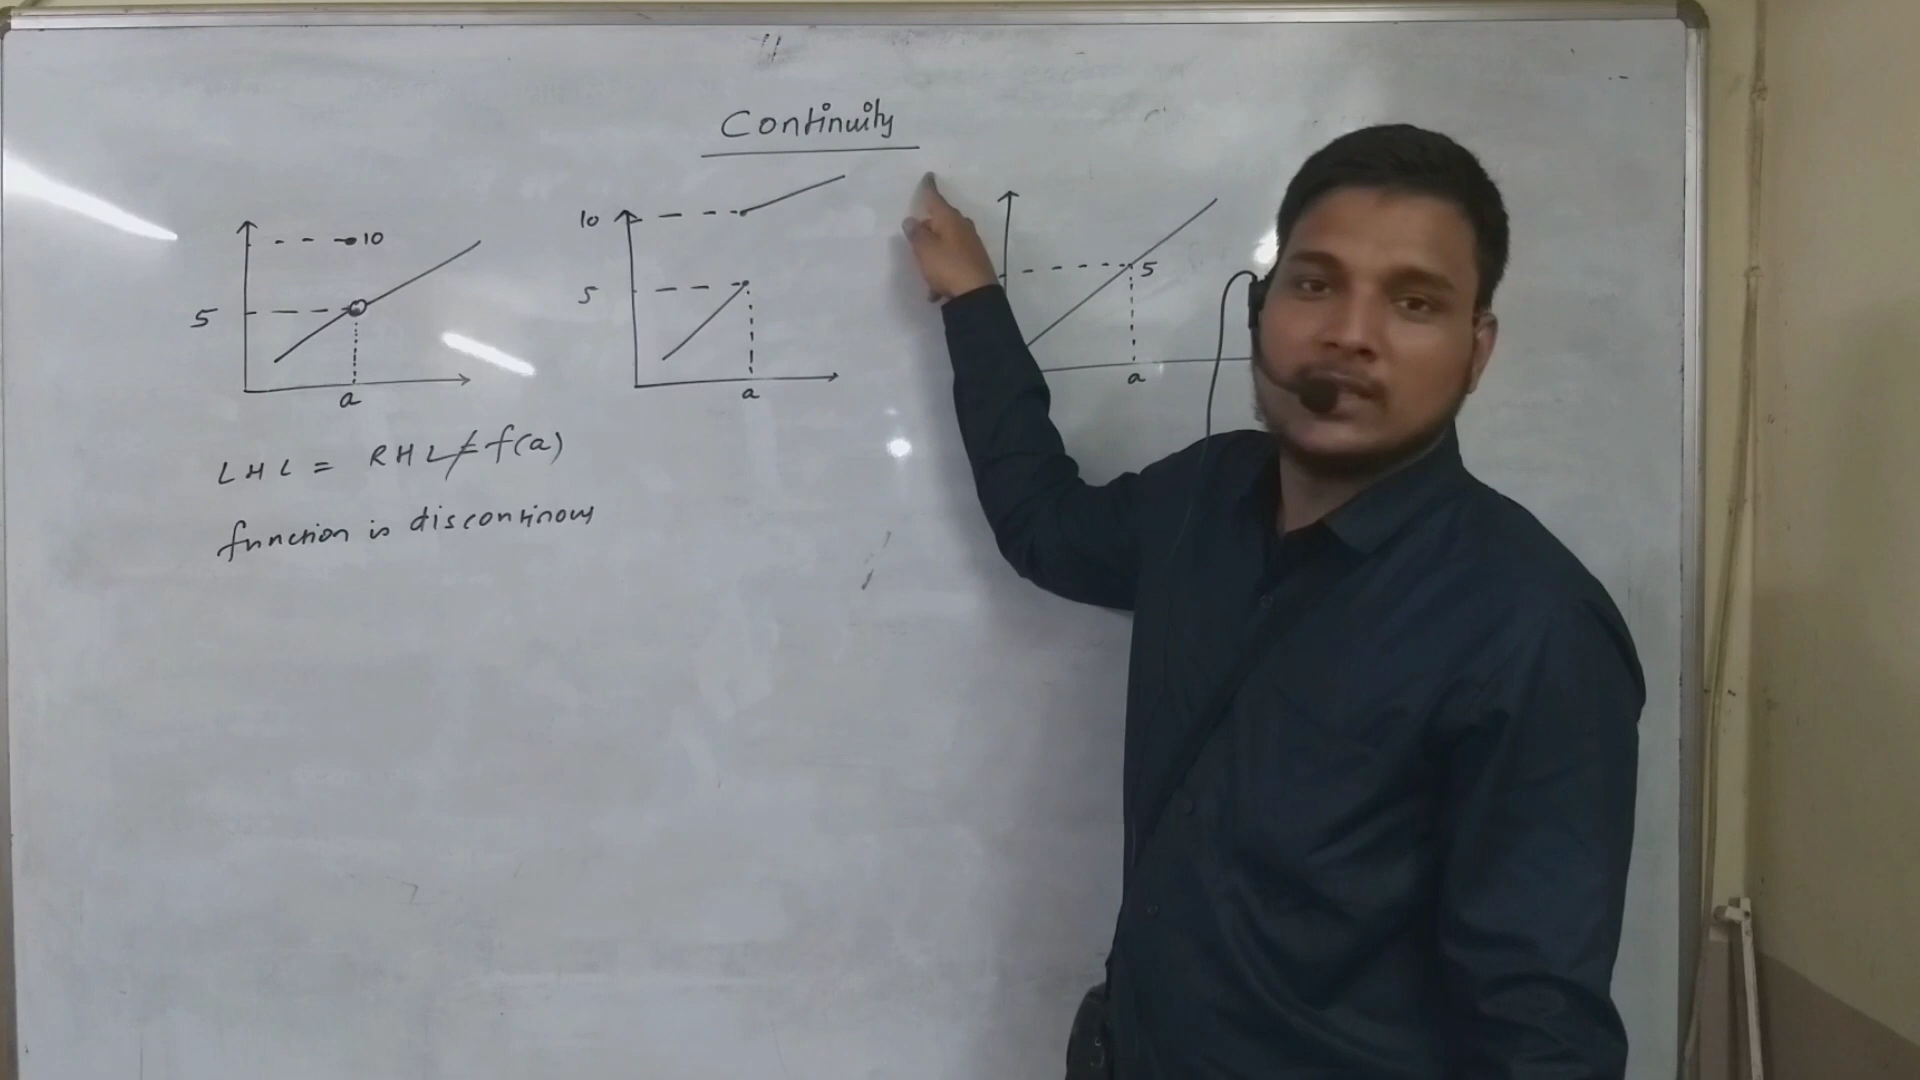 Continuity
10
5
a
10
5
a
5
a
LHL = RHL ≠ f(a)
function is discontinous